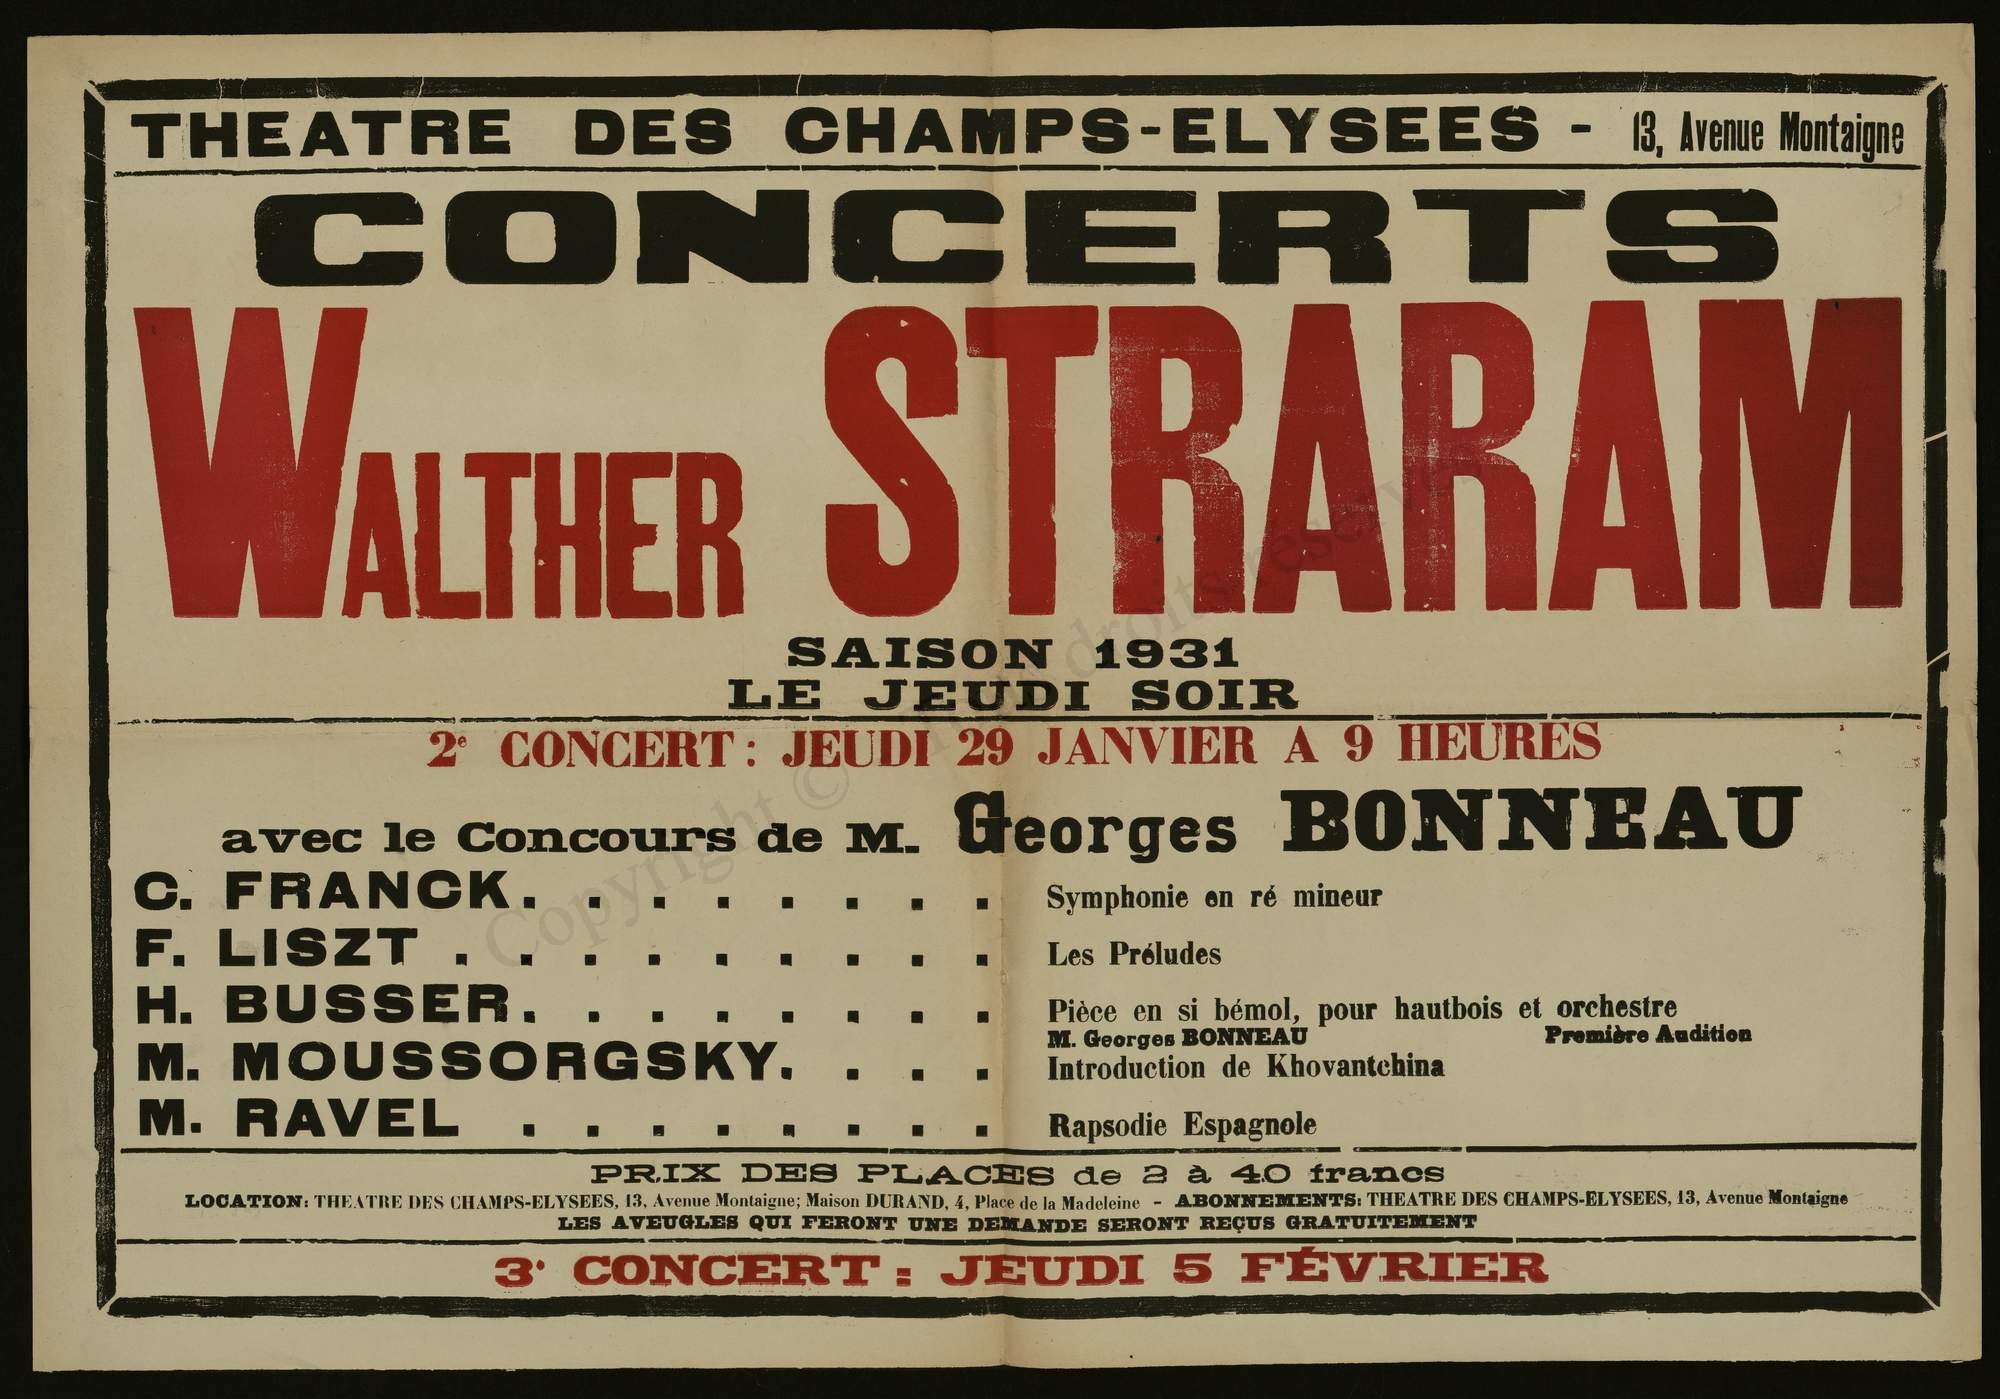 THEATRE DES CHAMPS-ELYSEES - 13, Avenue Montaigne
CONCERTS
WALTHER STRARAM
SAISON 1931
LE JEUDI SOIR
2e CONCERT : JEUDI 29 JANVIER A 9 HEURES
avec le Concours de M. Georges BONNEAU
C. FRANCK. . . . . . . . Symphonie en ré mineur
F. LISZT . . . . . . . . . Les Préludes
H. BUSSER. . . . . . . . Pièce en si bémol, pour hautbois et orchestre
M. Georges BONNEAU Première Audition
M. MOUSSORGSKY. . . . Introduction de Khovantchina
M. RAVEL . . . . . . . . Rapsodie Espagnole
PRIX DES PLACES de 2 à 40 francs
LOCATION: THEATRE DES CHAMPS-ELYSEES, 13, Avenue Montaigne; Maison DURAND, 4, Place de la Madeleine - ABONNEMENTS: THEATRE DES CHAMPS-ELYSEES, 13, Avenue Montaigne
LES AVEUGLES QUI FERONT UNE DEMANDE SERONT REÇUS GRATUITEMENT
3e CONCERT : JEUDI 5 FÉVRIER
Copyright © Tous droits réservés